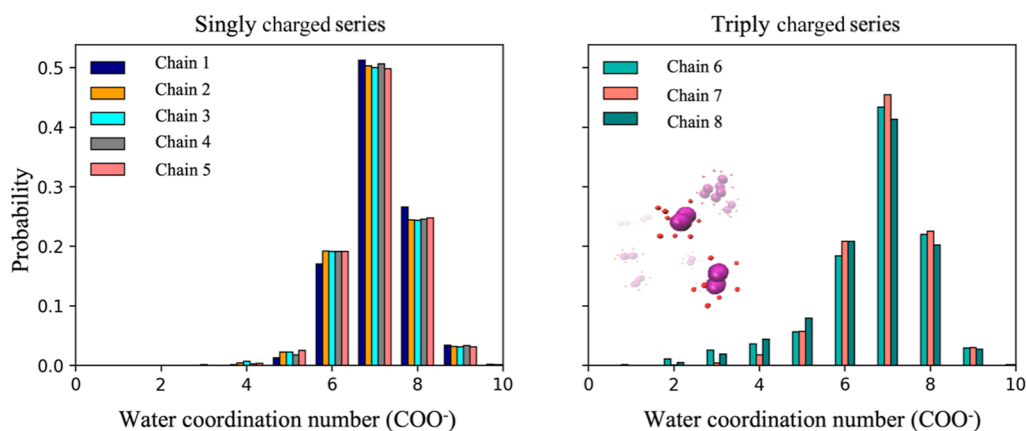 Singly charged series
Triply charged series
Probability
0.5
0.4
0.3
0.2
0.1
0.0
Chain 1
Chain 2
Chain 3
Chain 4
Chain 5
Chain 6
Chain 7
Chain 8
0 2 4 6 8 10
0 2 4 6 8 10
Water coordination number (COO⁻)
Water coordination number (COO⁻)